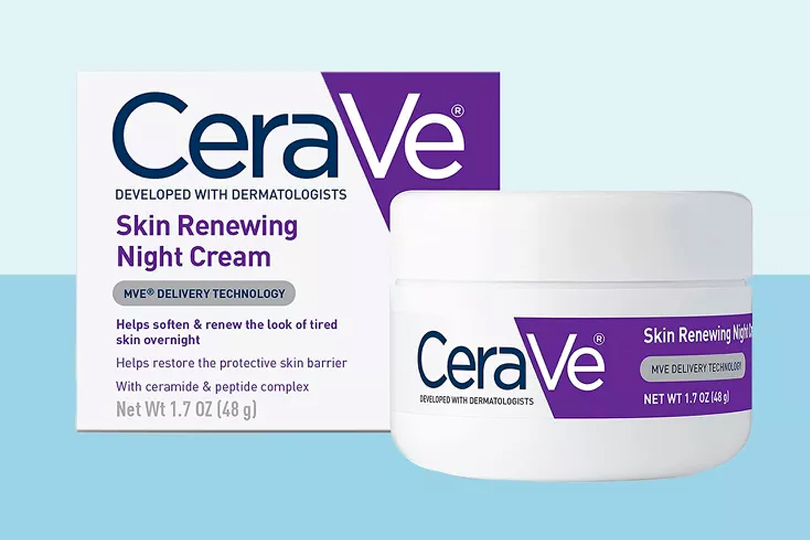 CeraVe®
DEVELOPED WITH DERMATOLOGISTS
Skin Renewing
Night Cream
MVE® DELIVERY TECHNOLOGY
Helps soften & renew the look of tired
skin overnight
Helps restore the protective skin barrier
With ceramide & peptide complex
Net Wt 1.7 OZ (48 g)
CeraVe®
DEVELOPED WITH DERMATOLOGISTS
Skin Renewing Night
MVE DELIVERY TECHNOLOGY
NET WT 1.7 OZ (48 g)